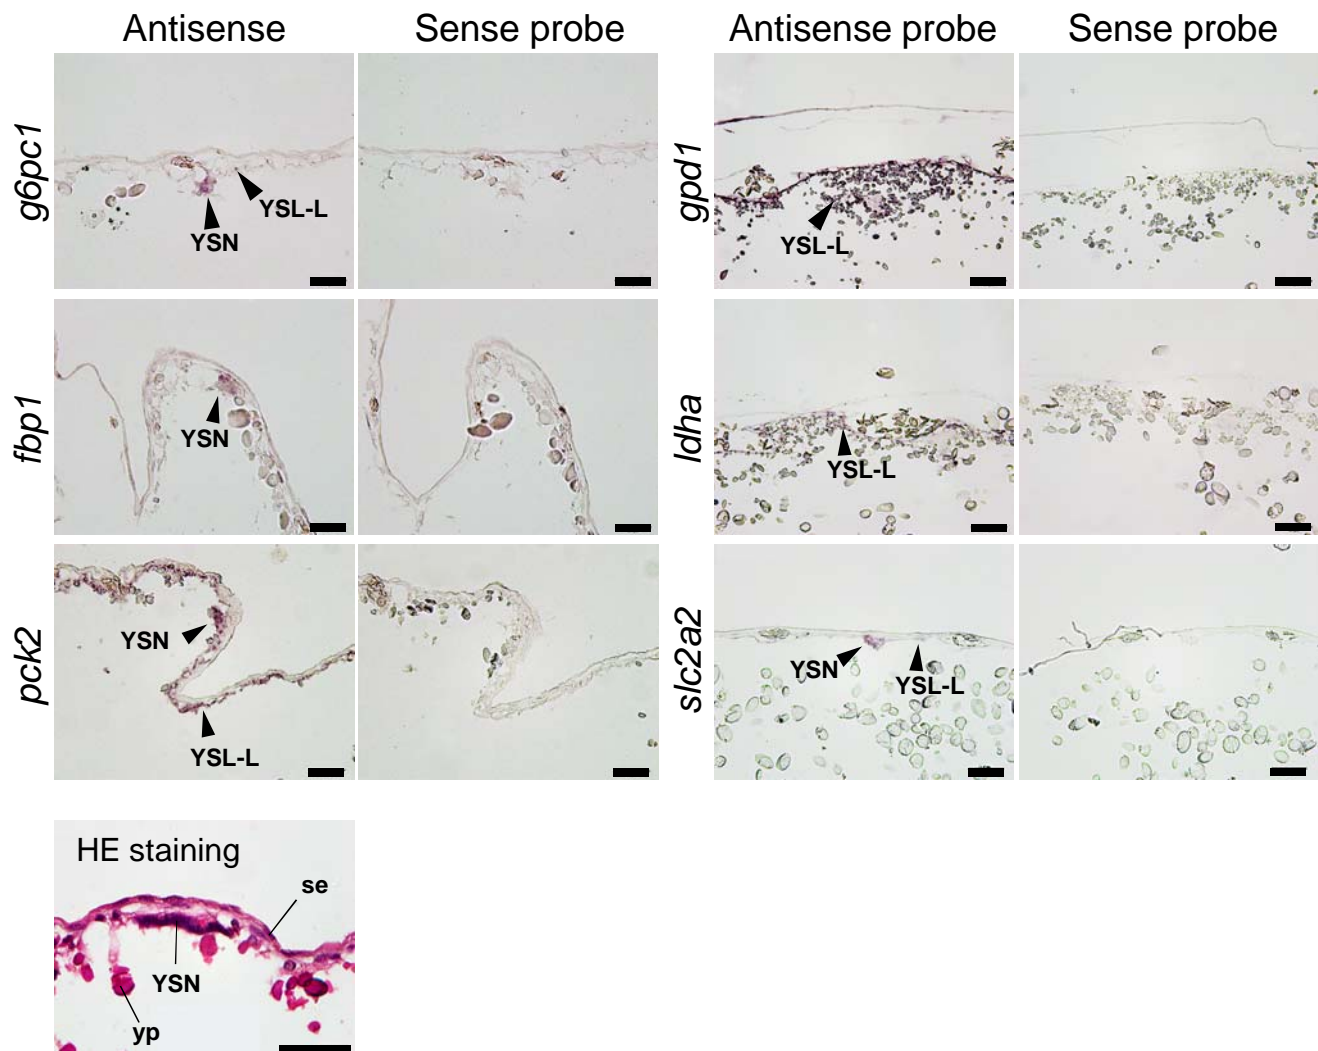 Antisense
Sense probe
Antisense probe
Sense probe
g6pc1
YSL-L
YSN
gpd1
YSL-L
fbp1
YSN
ldha
YSL-L
pck2
YSN
YSL-L
slc2a2
YSN
YSL-L
HE staining
se
YSN
yp